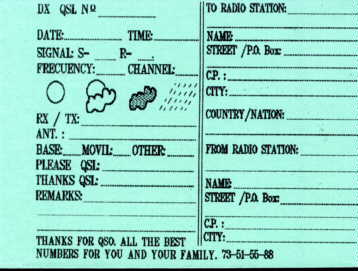 DX QSL Nº
DATE: TIME:
SIGNAL: S- R-
FRECUENCY: CHANNEL:
RX / TX:
ANT. :
BASE: MOVIL: OTHER:
PLEASE QSL:
THANKS QSL:
REMARKS:
THANKS FOR QSO. ALL THE BEST
NUMBERS FOR YOU AND YOUR FAMILY. 73-51-55-88
TO RADIO STATION:
NAME:
STREET /P.O. Box:
C.P. :
CITY:
COUNTRY/NATION:
FROM RADIO STATION:
NAME:
STREET /P.O. Box:
C.P. :
CITY: